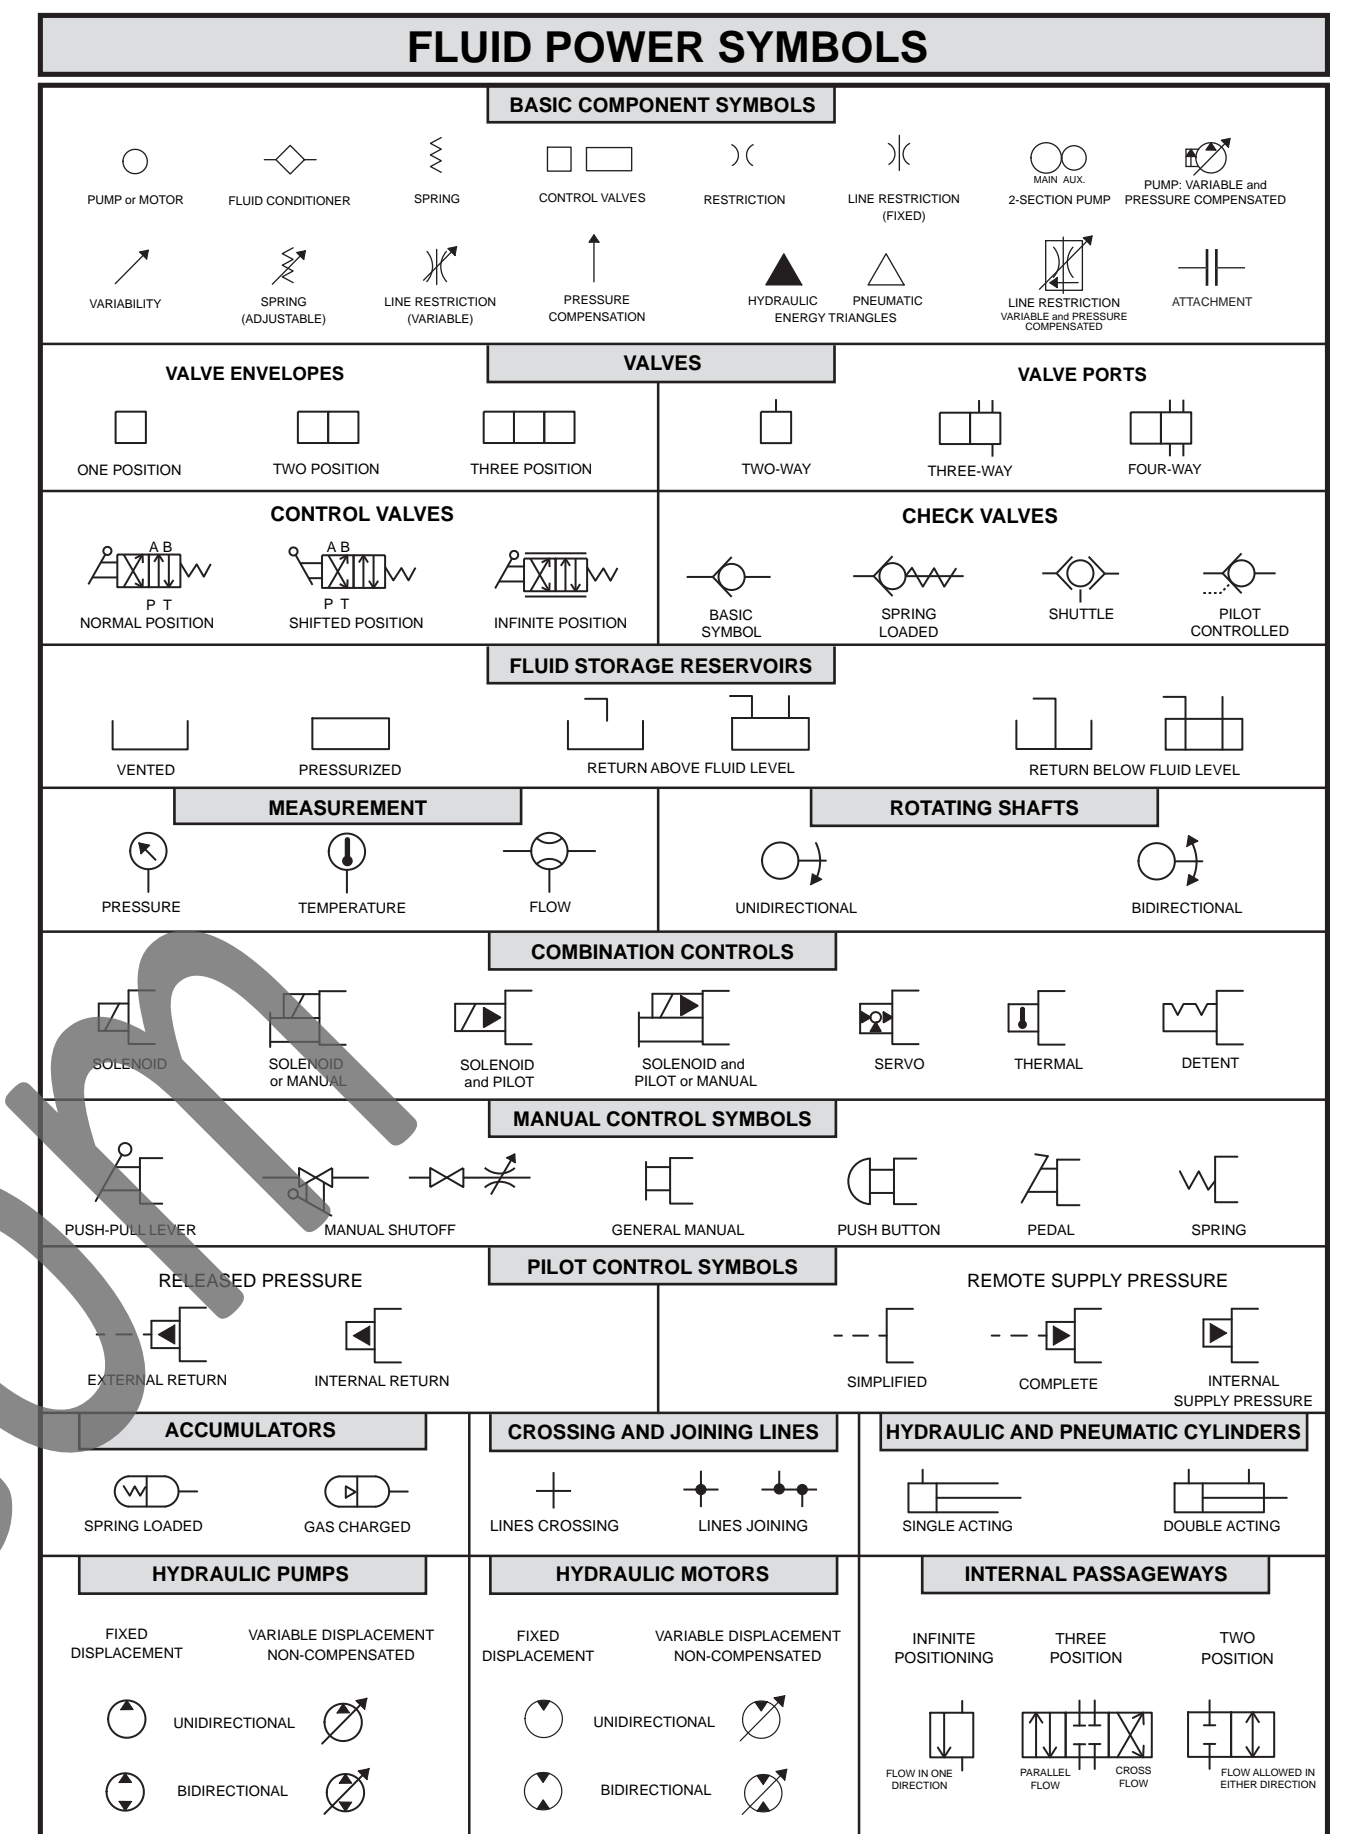 FLUID POWER SYMBOLS
BASIC COMPONENT SYMBOLS
PUMP or MOTOR
FLUID CONDITIONER
SPRING
CONTROL VALVES
RESTRICTION
LINE RESTRICTION
(FIXED)
MAIN AUX.
2-SECTION PUMP
PUMP: VARIABLE and
PRESSURE COMPENSATED
VARIABILITY
SPRING
(ADJUSTABLE)
LINE RESTRICTION
(VARIABLE)
PRESSURE
COMPENSATION
HYDRAULIC
PNEUMATIC
ENERGY TRIANGLES
LINE RESTRICTION
VARIABLE and PRESSURE
COMPENSATED
ATTACHMENT
VALVES
VALVE ENVELOPES
ONE POSITION
TWO POSITION
THREE POSITION
VALVE PORTS
TWO-WAY
THREE-WAY
FOUR-WAY
CONTROL VALVES
A B
P T
NORMAL POSITION
A B
P T
SHIFTED POSITION
INFINITE POSITION
CHECK VALVES
BASIC
SYMBOL
SPRING
LOADED
SHUTTLE
PILOT
CONTROLLED
FLUID STORAGE RESERVOIRS
VENTED
PRESSURIZED
RETURN ABOVE FLUID LEVEL
RETURN BELOW FLUID LEVEL
MEASUREMENT
PRESSURE
TEMPERATURE
FLOW
ROTATING SHAFTS
UNIDIRECTIONAL
BIDIRECTIONAL
COMBINATION CONTROLS
SOLENOID
SOLENOID
or MANUAL
SOLENOID
and PILOT
SOLENOID and
PILOT or MANUAL
SERVO
THERMAL
DETENT
MANUAL CONTROL SYMBOLS
PUSH-PULL LEVER
MANUAL SHUTOFF
GENERAL MANUAL
PUSH BUTTON
PEDAL
SPRING
PILOT CONTROL SYMBOLS
RELEASED PRESSURE
EXTERNAL RETURN
INTERNAL RETURN
REMOTE SUPPLY PRESSURE
SIMPLIFIED
COMPLETE
INTERNAL
SUPPLY PRESSURE
ACCUMULATORS
SPRING LOADED
GAS CHARGED
CROSSING AND JOINING LINES
LINES CROSSING
LINES JOINING
HYDRAULIC AND PNEUMATIC CYLINDERS
SINGLE ACTING
DOUBLE ACTING
HYDRAULIC PUMPS
FIXED
DISPLACEMENT
VARIABLE DISPLACEMENT
NON-COMPENSATED
UNIDIRECTIONAL
BIDIRECTIONAL
HYDRAULIC MOTORS
FIXED
DISPLACEMENT
VARIABLE DISPLACEMENT
NON-COMPENSATED
UNIDIRECTIONAL
BIDIRECTIONAL
INTERNAL PASSAGEWAYS
INFINITE
POSITIONING
THREE
POSITION
TWO
POSITION
FLOW IN ONE
DIRECTION
PARALLEL
FLOW
CROSS
FLOW
FLOW ALLOWED IN
EITHER DIRECTION